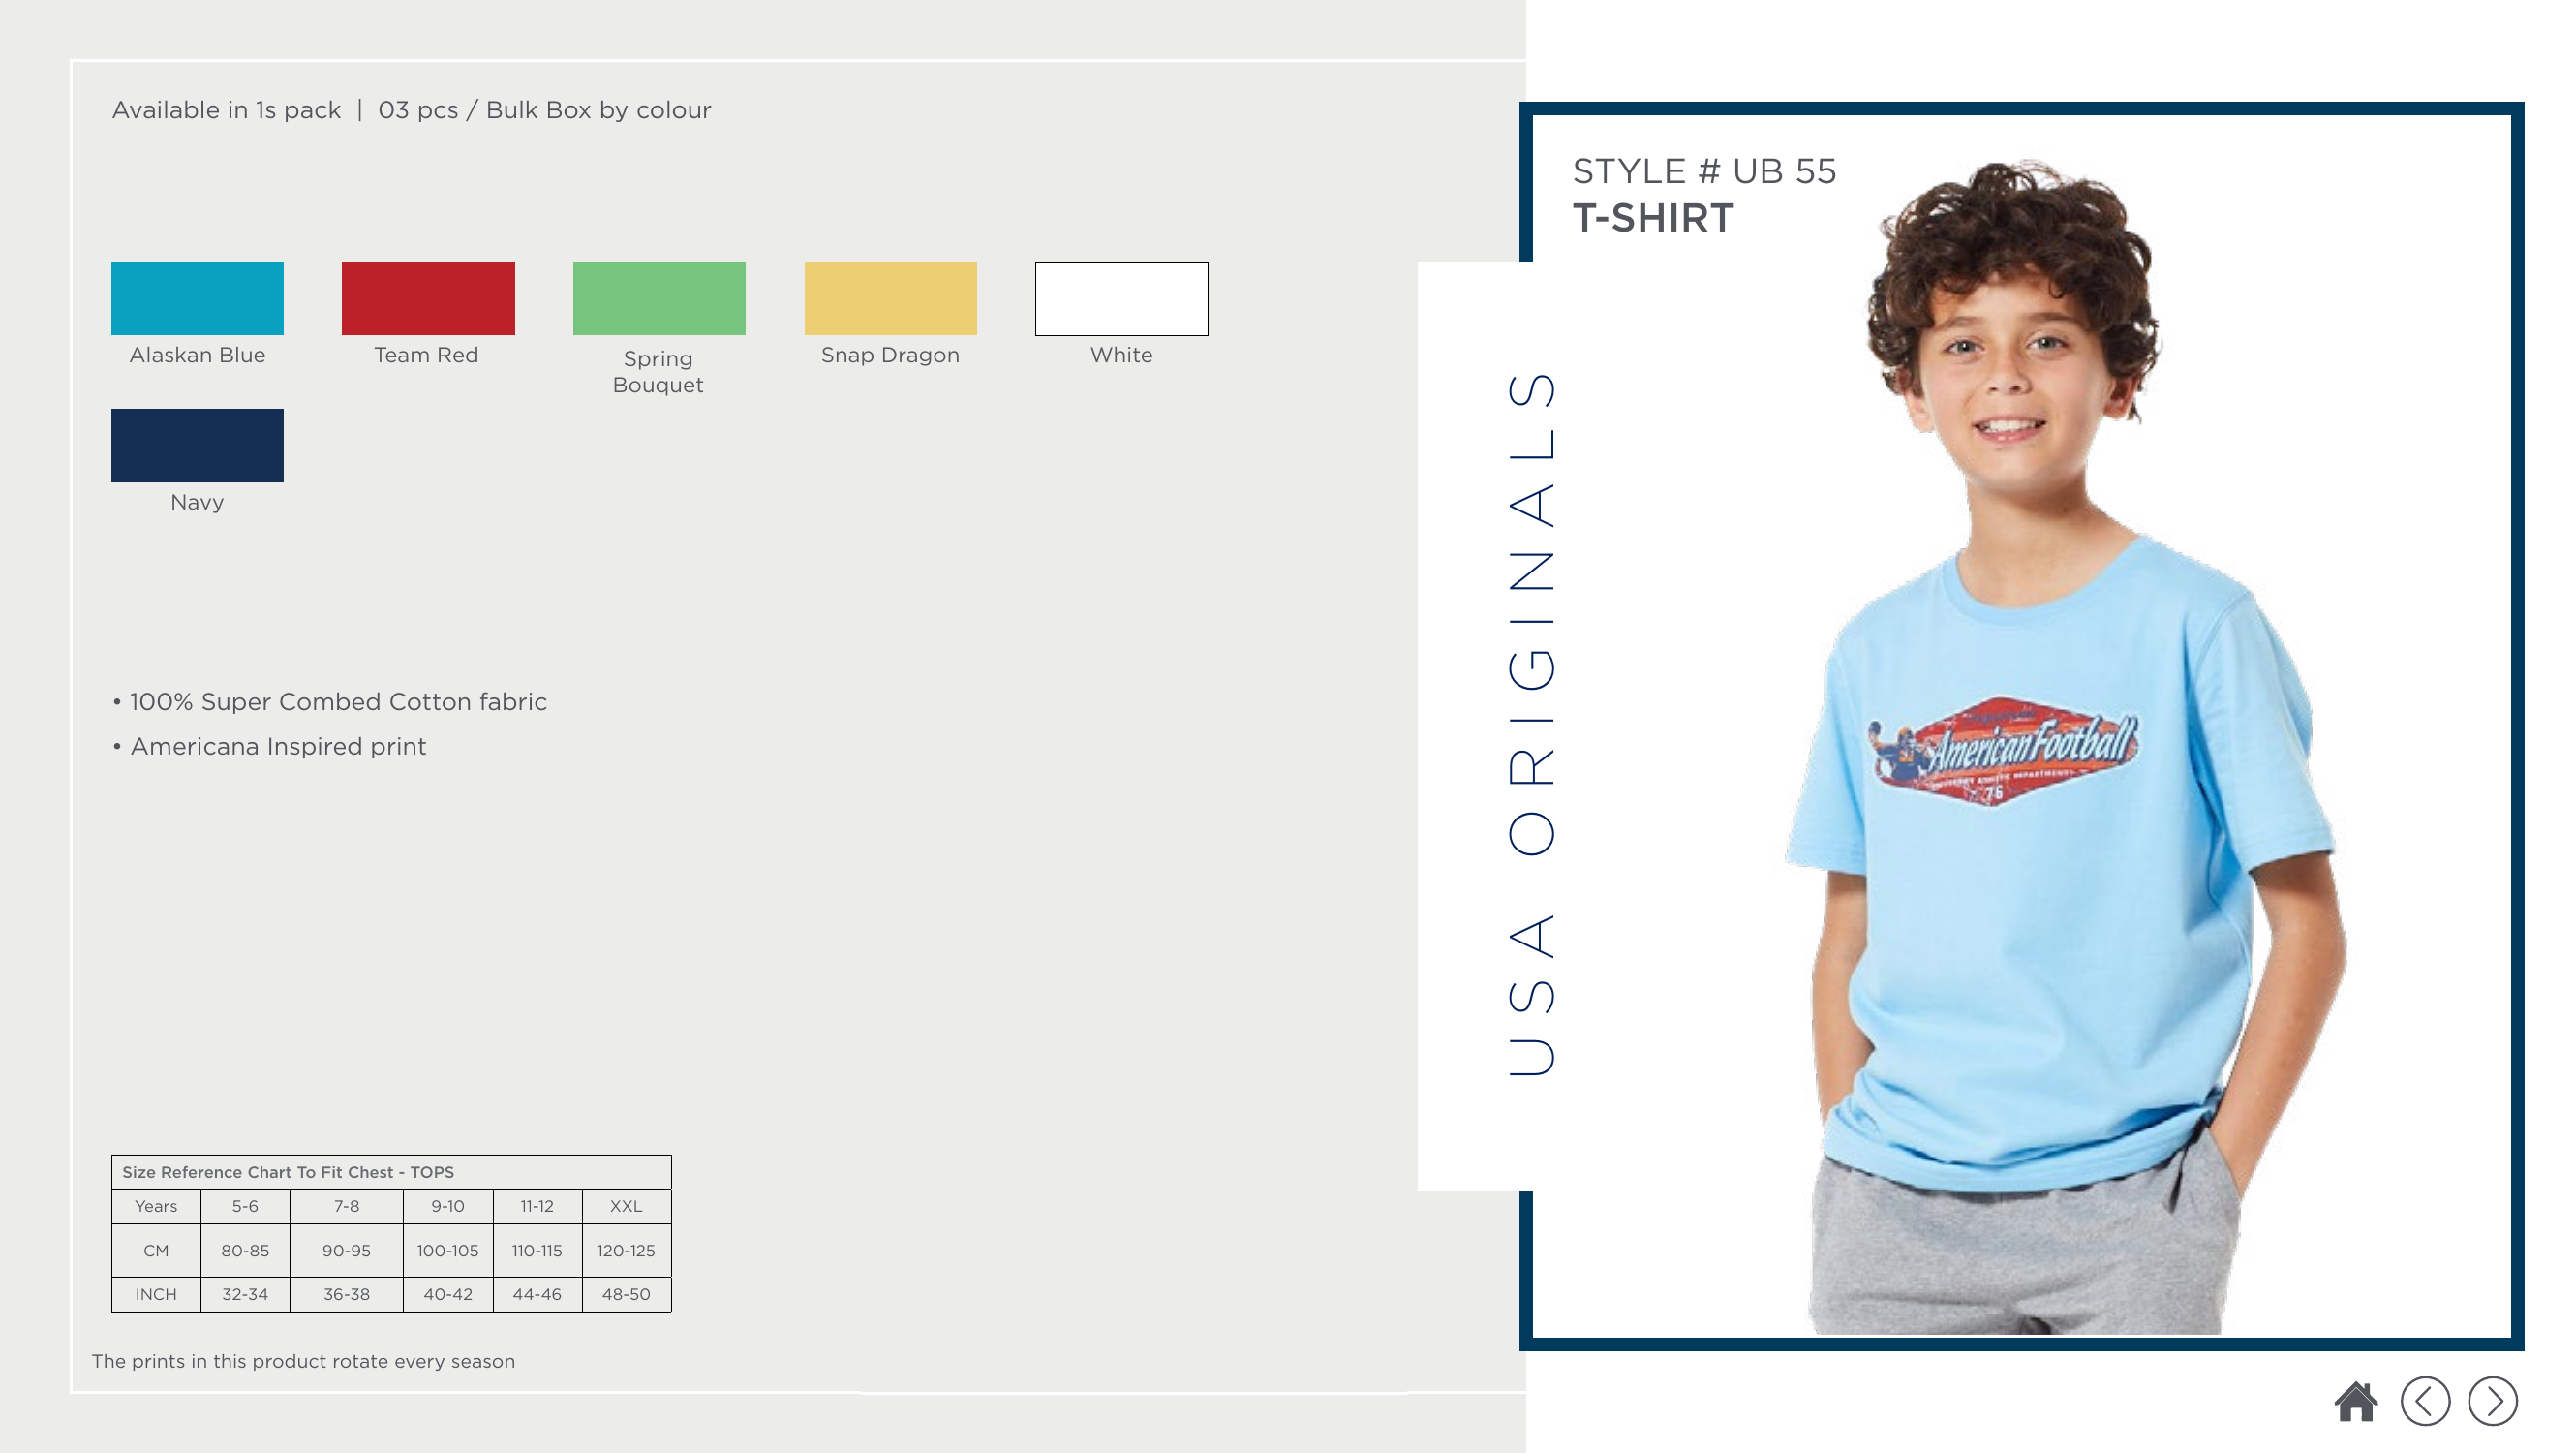 Available in 1s pack | 03 pcs / Bulk Box by colour
Alaskan Blue
Team Red
Spring
Bouquet
Snap Dragon
White
Navy
• 100% Super Combed Cotton fabric
• Americana Inspired print
Size Reference Chart To Fit Chest - TOPS
Years 5-6 7-8 9-10 11-12 XXL
CM 80-85 90-95 100-105 110-115 120-125
INCH 32-34 36-38 40-42 44-46 48-50
The prints in this product rotate every season
USA ORIGINALS
STYLE # UB 55
T-SHIRT
American Football
76